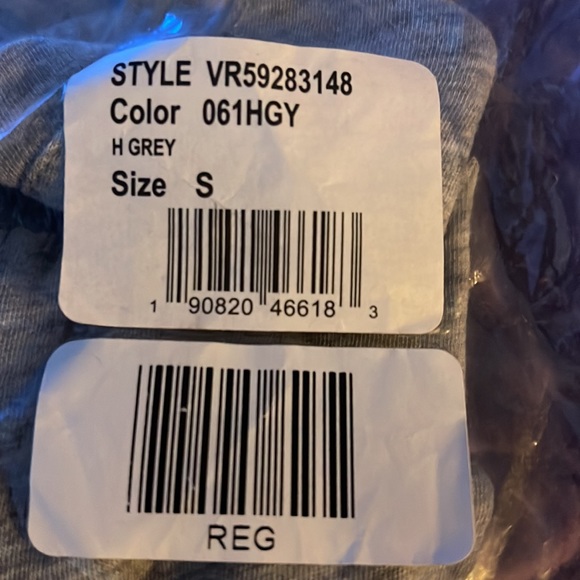 STYLE VR59283148
Color 061HGY
H GREY
Size S
1 90820 46618 3
REG